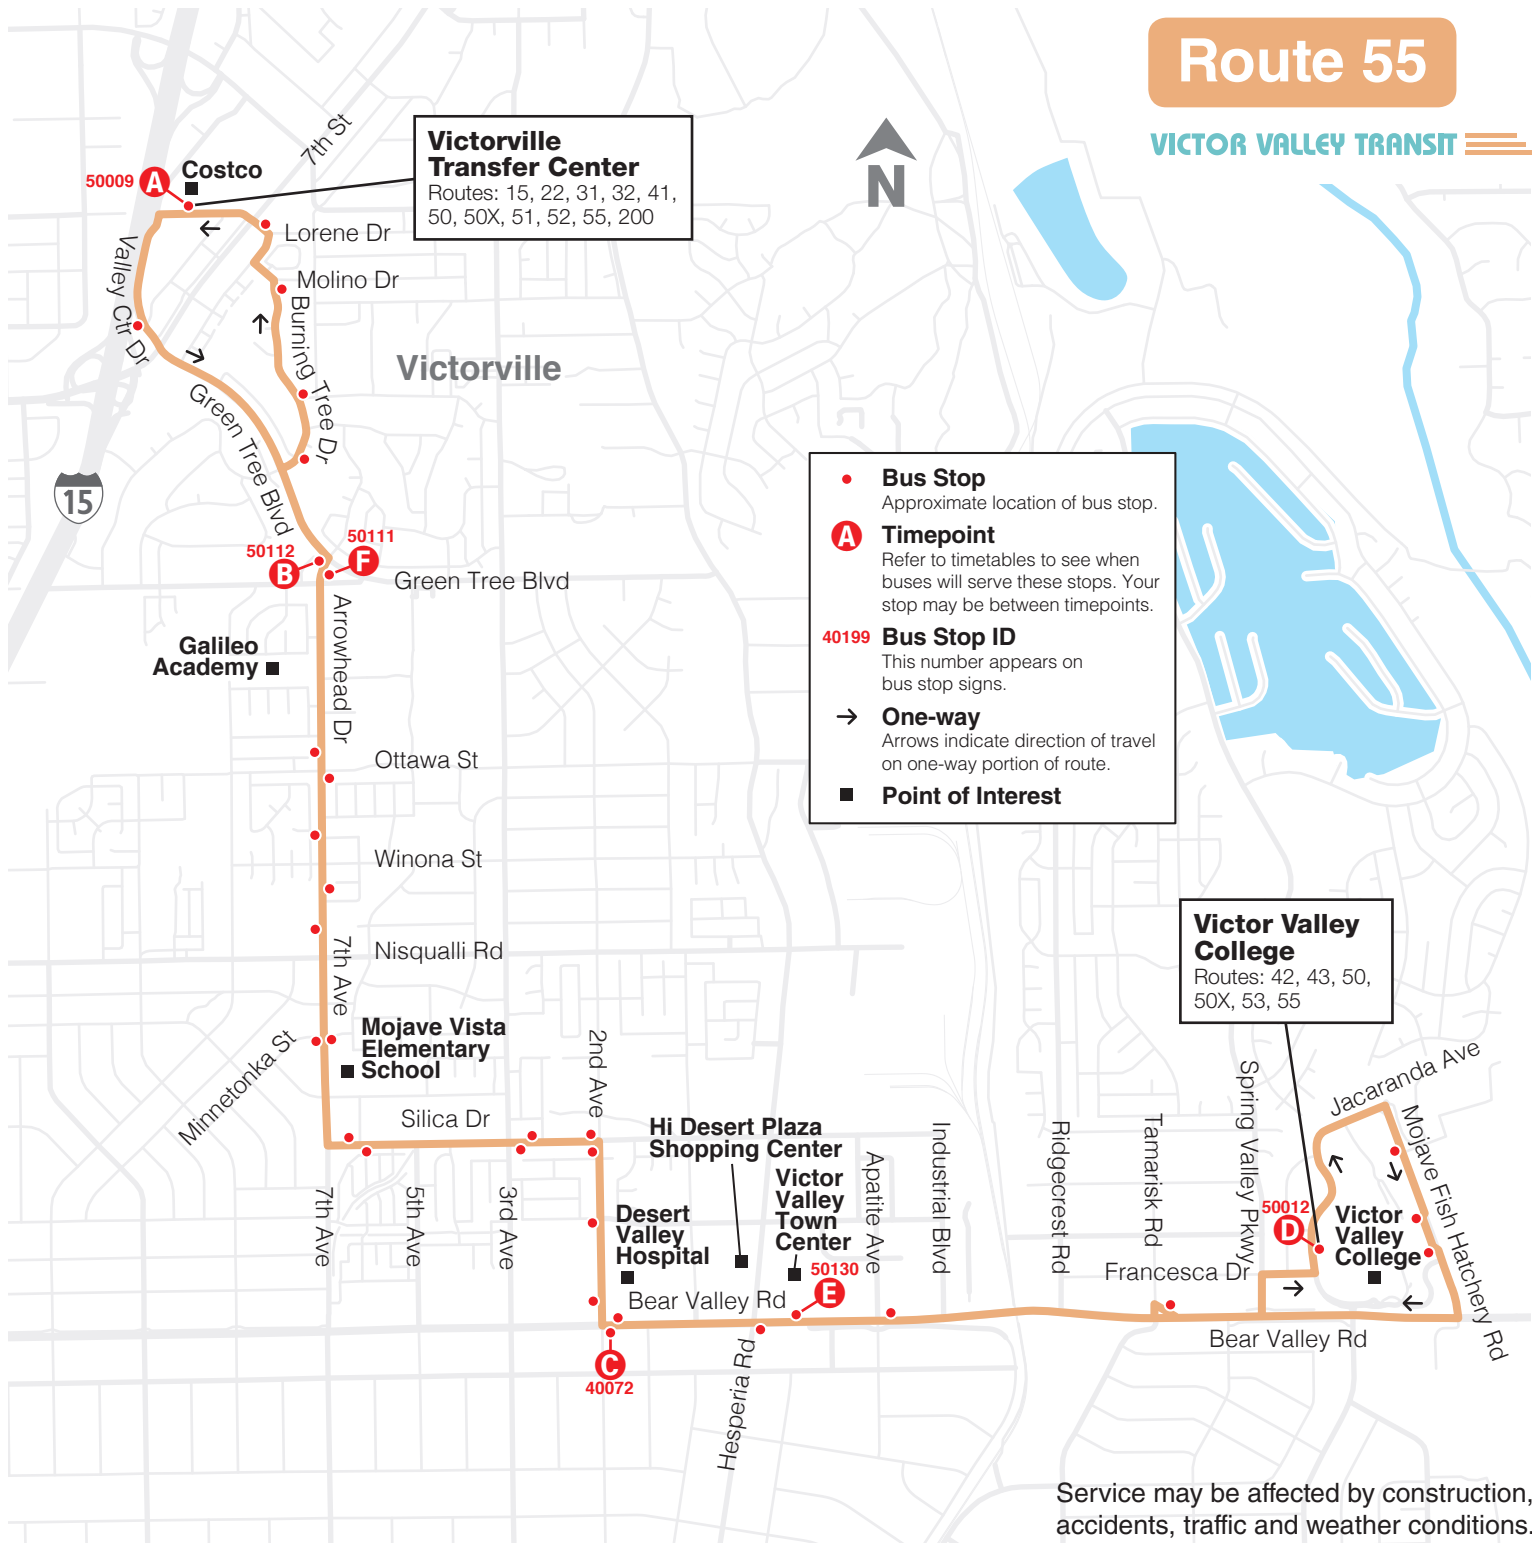 Route 55
VICTOR VALLEY TRANSIT
7th St
Victorville
Transfer Center
Routes: 15, 22, 31, 32, 41,
50, 50X, 51, 52, 55, 200
Costco
50009
A
N
Lorene Dr
Valley Ctr Dr
Molino Dr
Burning Tree Dr
Victorville
Green Tree Blvd
15
50111
50112
F
B
Green Tree Blvd
Arrowhead Dr
Galileo
Academy
Bus Stop
Approximate location of bus stop.
A
Timepoint
Refer to timetables to see when
buses will serve these stops. Your
stop may be between timepoints.
40199
Bus Stop ID
This number appears on
bus stop signs.
One-way
Arrows indicate direction of travel
on one-way portion of route.
Point of Interest
Ottawa St
Winona St
Nisqualli Rd
7th Ave
Victor Valley
College
Routes: 42, 43, 50,
50X, 53, 55
Minnetonka St
Mojave Vista
Elementary
School
2nd Ave
Silica Dr
Hi Desert Plaza
Shopping Center
Victor
Valley
Town
Center
Apatite Ave
Industrial Blvd
Ridgecrest Rd
Tamarisk Rd
Spring Valley Pkwy
Jacaranda Ave
Mojave Fish Hatchery Rd
7th Ave
5th Ave
3rd Ave
Desert
Valley
Hospital
50012
D
Victor
Valley
College
50130
E
Francesca Dr
Bear Valley Rd
Bear Valley Rd
C
40072
Hesperia Rd
Service may be affected by construction,
accidents, traffic and weather conditions.